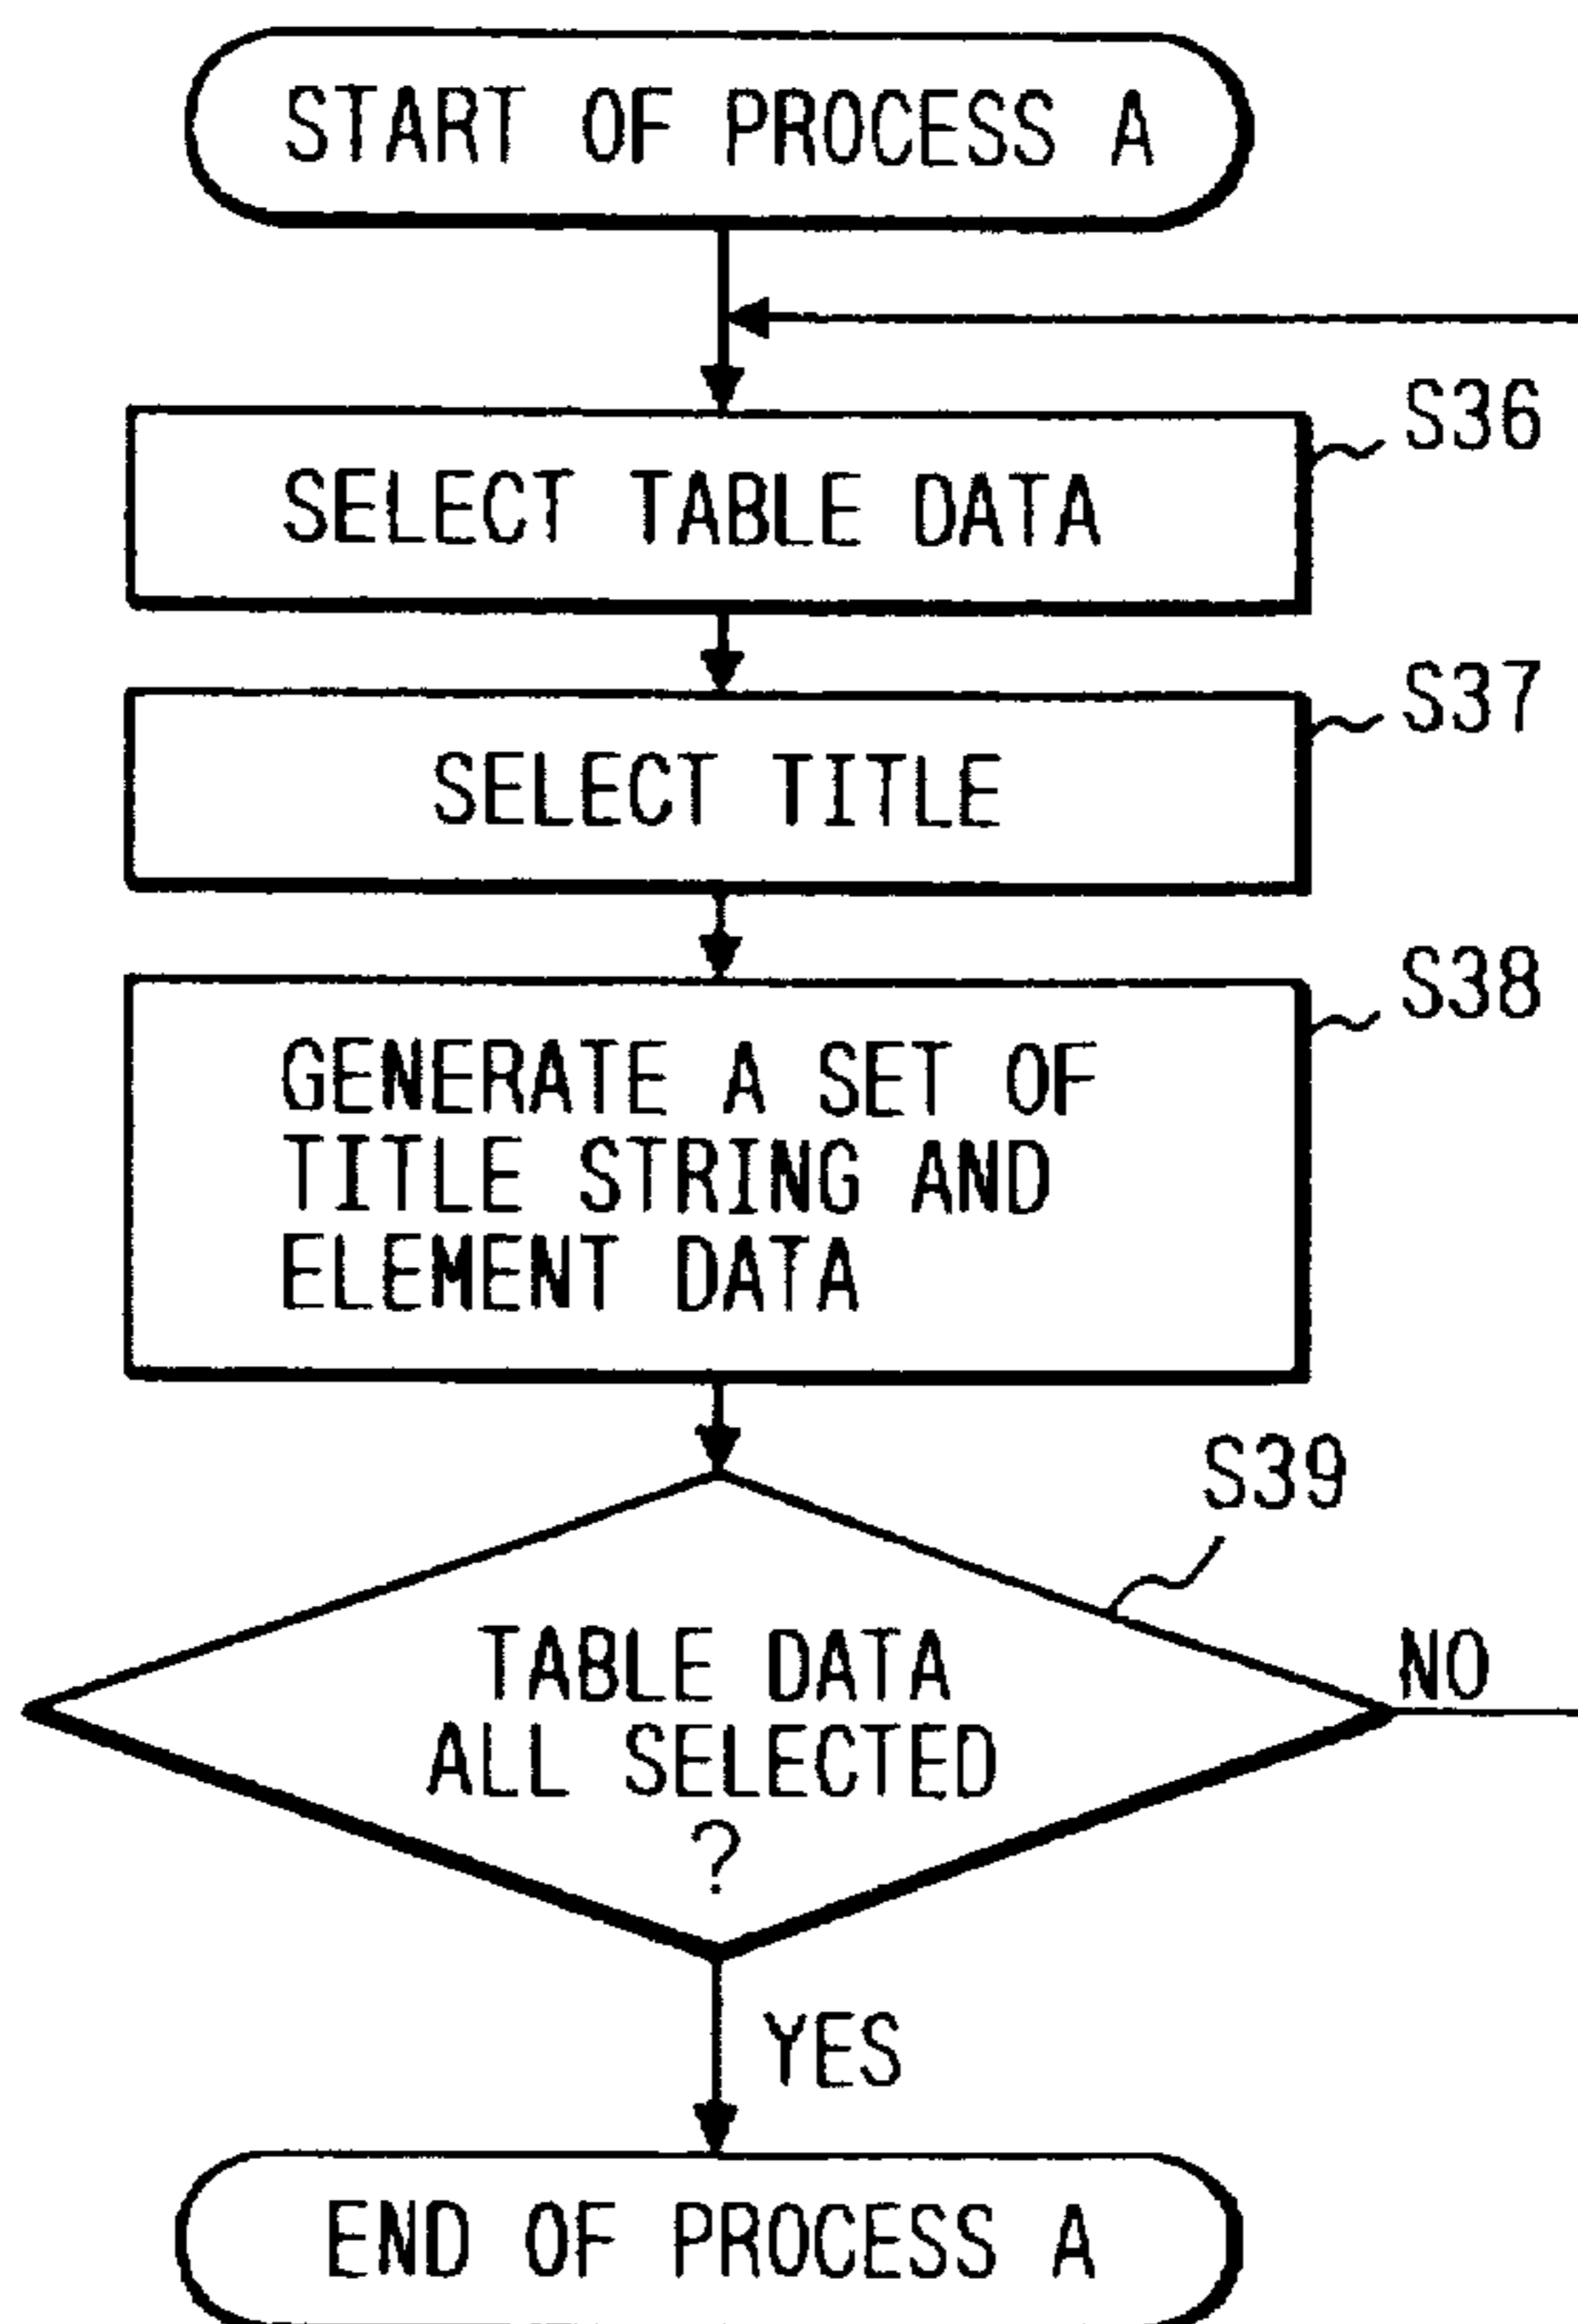 START OF PROCESS A
S36
SELECT TABLE DATA
S37
SELECT TITLE
S38
GENERATE A SET OF
TITLE STRING AND
ELEMENT DATA
S39
TABLE DATA
ALL SELECTED
?
NO
YES
END OF PROCESS A